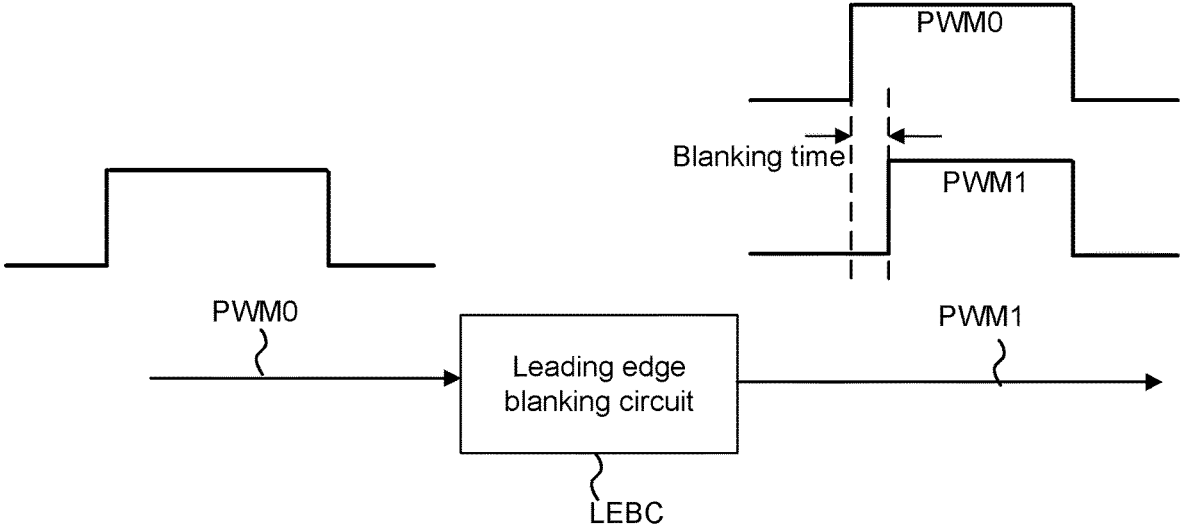 PWM0
Blanking time
PWM1
PWM0
PWM1
Leading edge
blanking circuit
LEBC